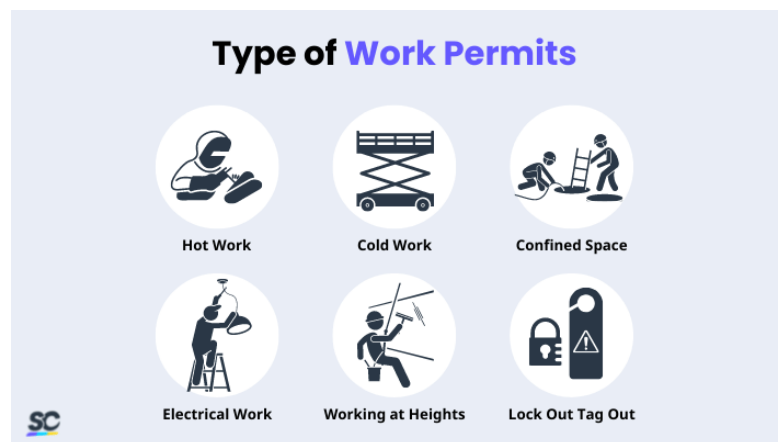 Type of Work Permits
Hot Work
Cold Work
Confined Space
Electrical Work
Working at Heights
Lock Out Tag Out
SC